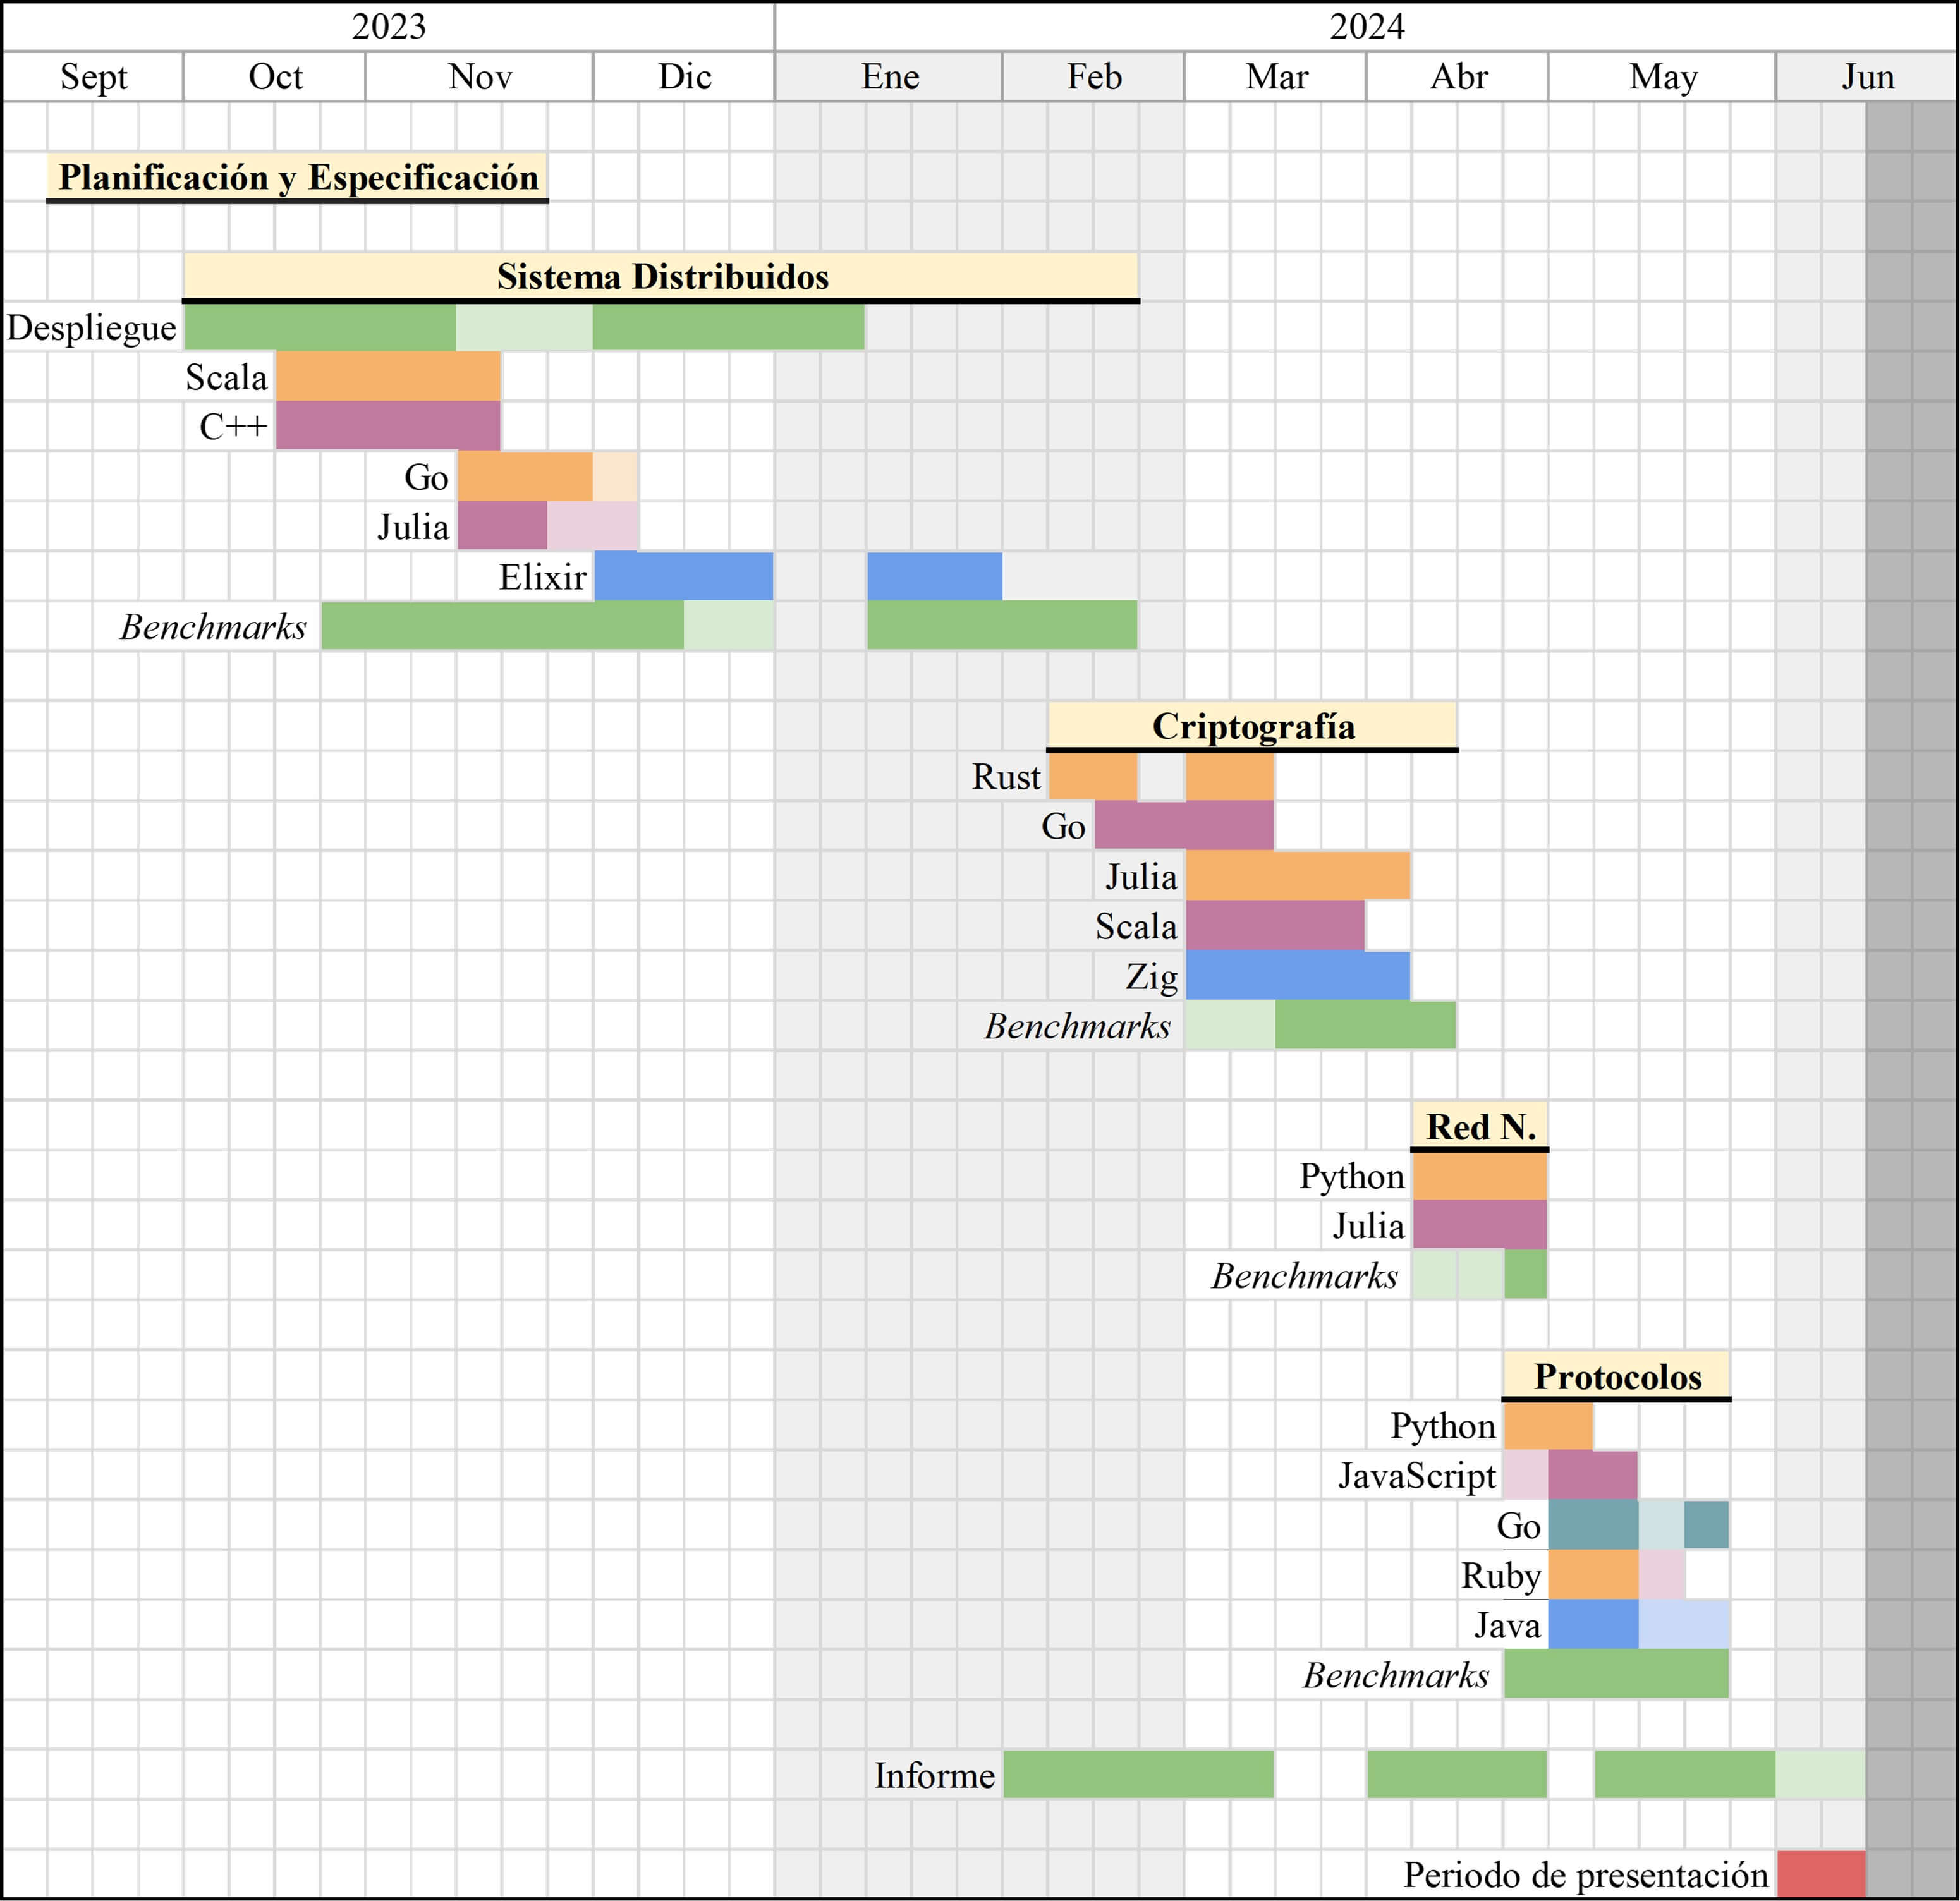 2023 2024
Sept Oct Nov Dic Ene Feb Mar Abr May Jun
Planificación y Especificación
Sistema Distribuidos
Despliegue
Scala
C++
Go
Julia
Elixir
Benchmarks
Criptografía
Rust
Go
Julia
Scala
Zig
Benchmarks
Red N.
Python
Julia
Benchmarks
Protocolos
Python
JavaScript
Go
Ruby
Java
Benchmarks
Informe
Periodo de presentación